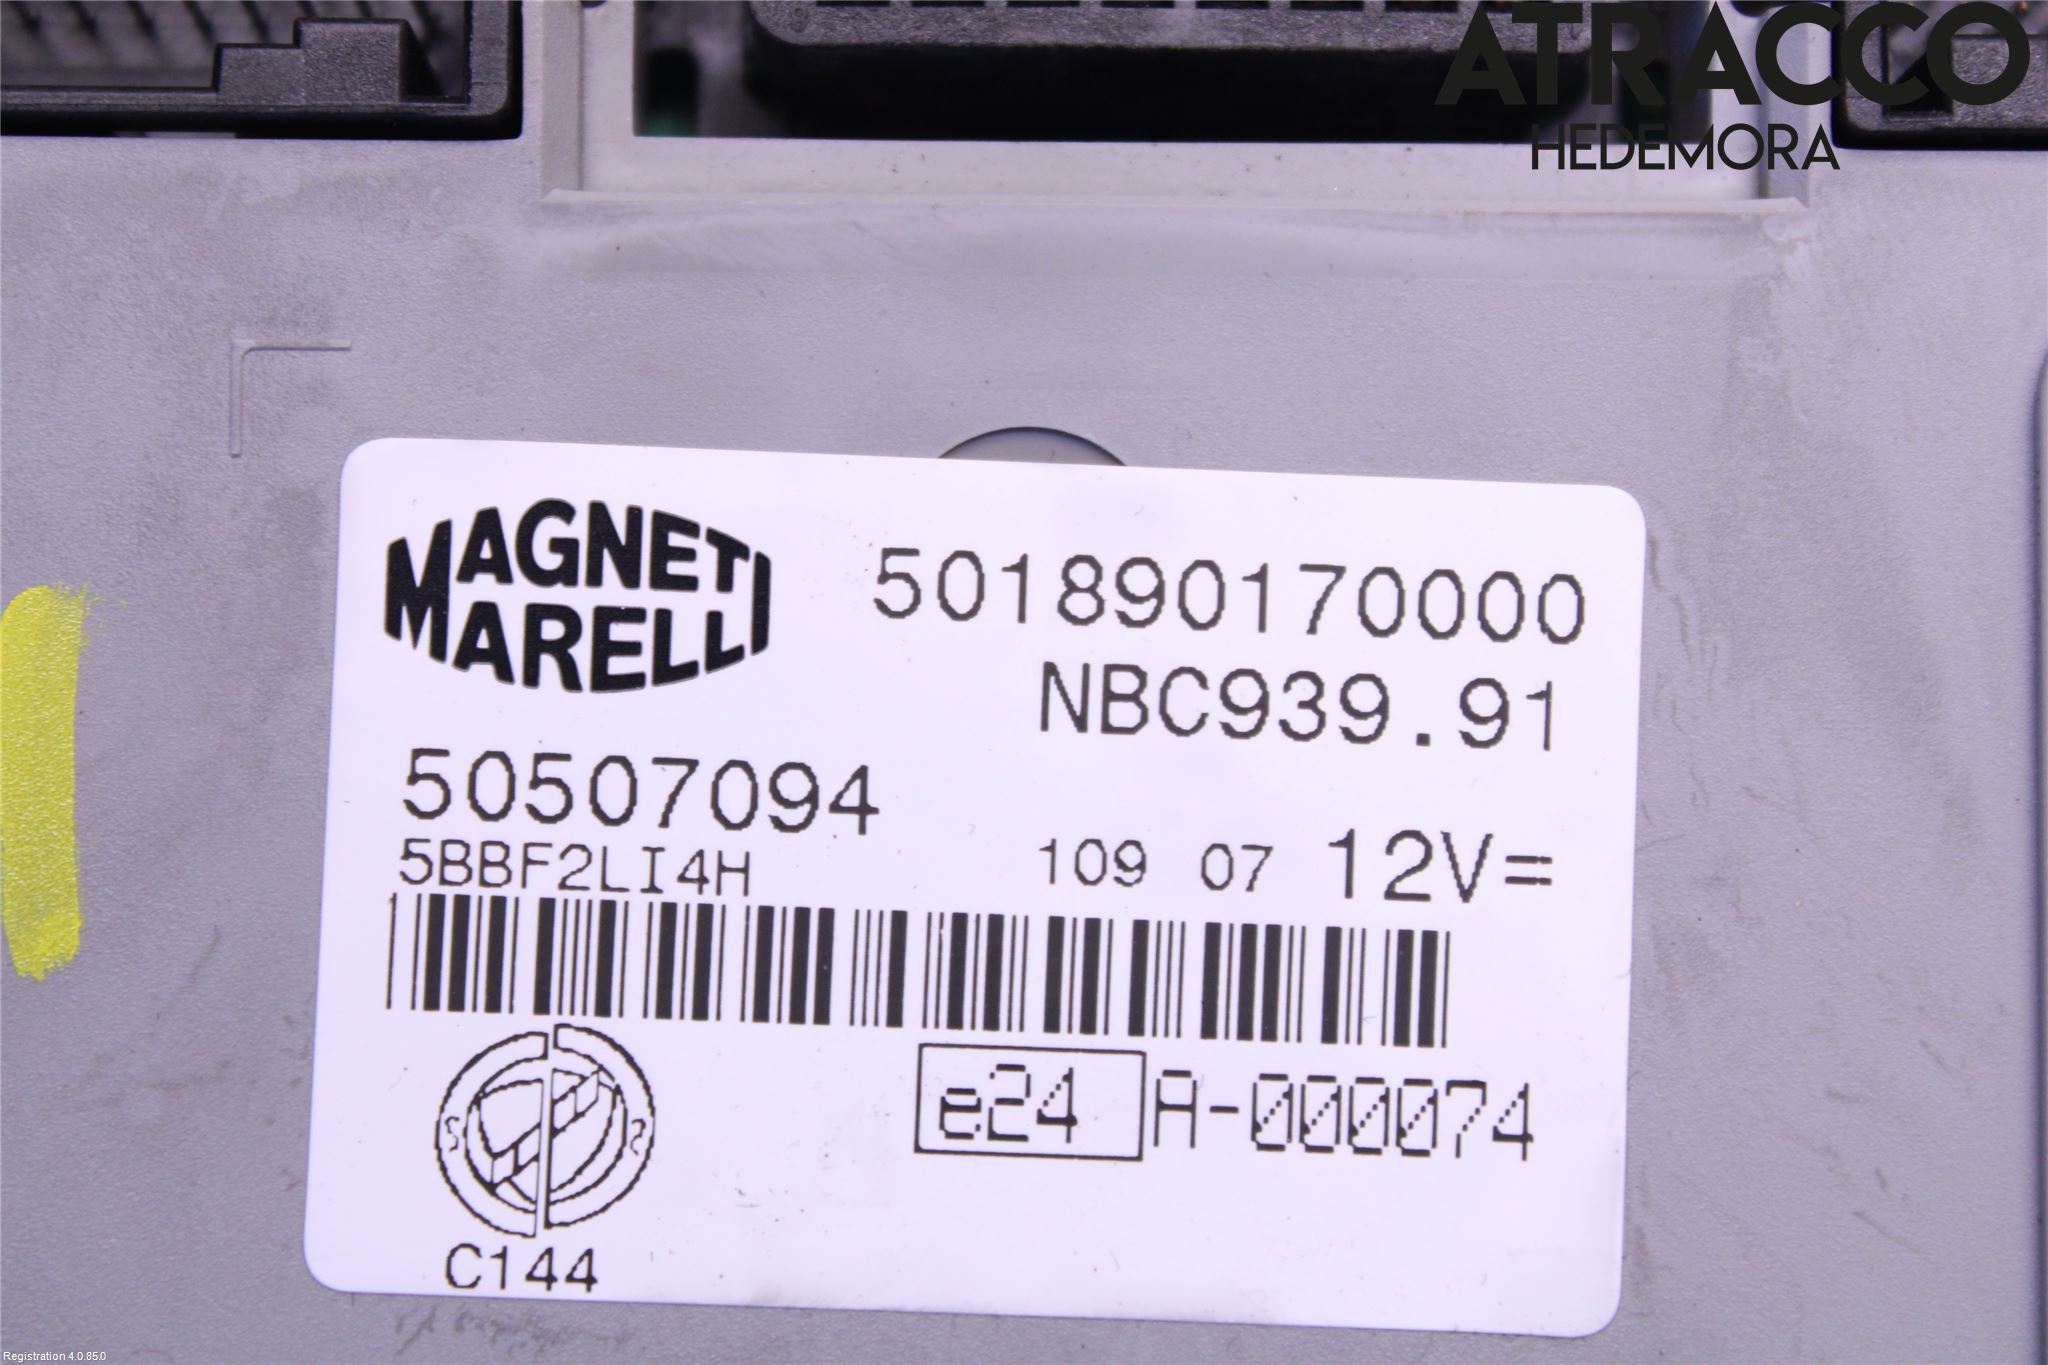 ATRACCO
HEDEMORA
MAGNETI
MARELLI
501890170000
NBC939.91
50507094
5BBF2LI4H
109 07 12V=
e24 A-000074
C144
Registration 4.0.85.0